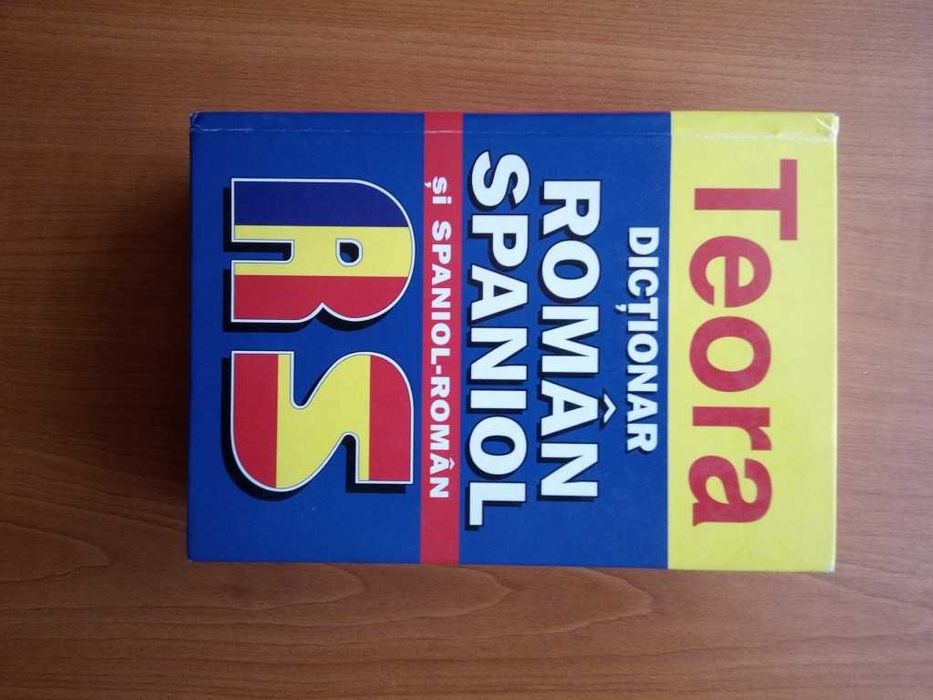 Teora
DICȚIONAR
ROMÂN
SPANIOL
și SPANIOL-ROMÂN
RS